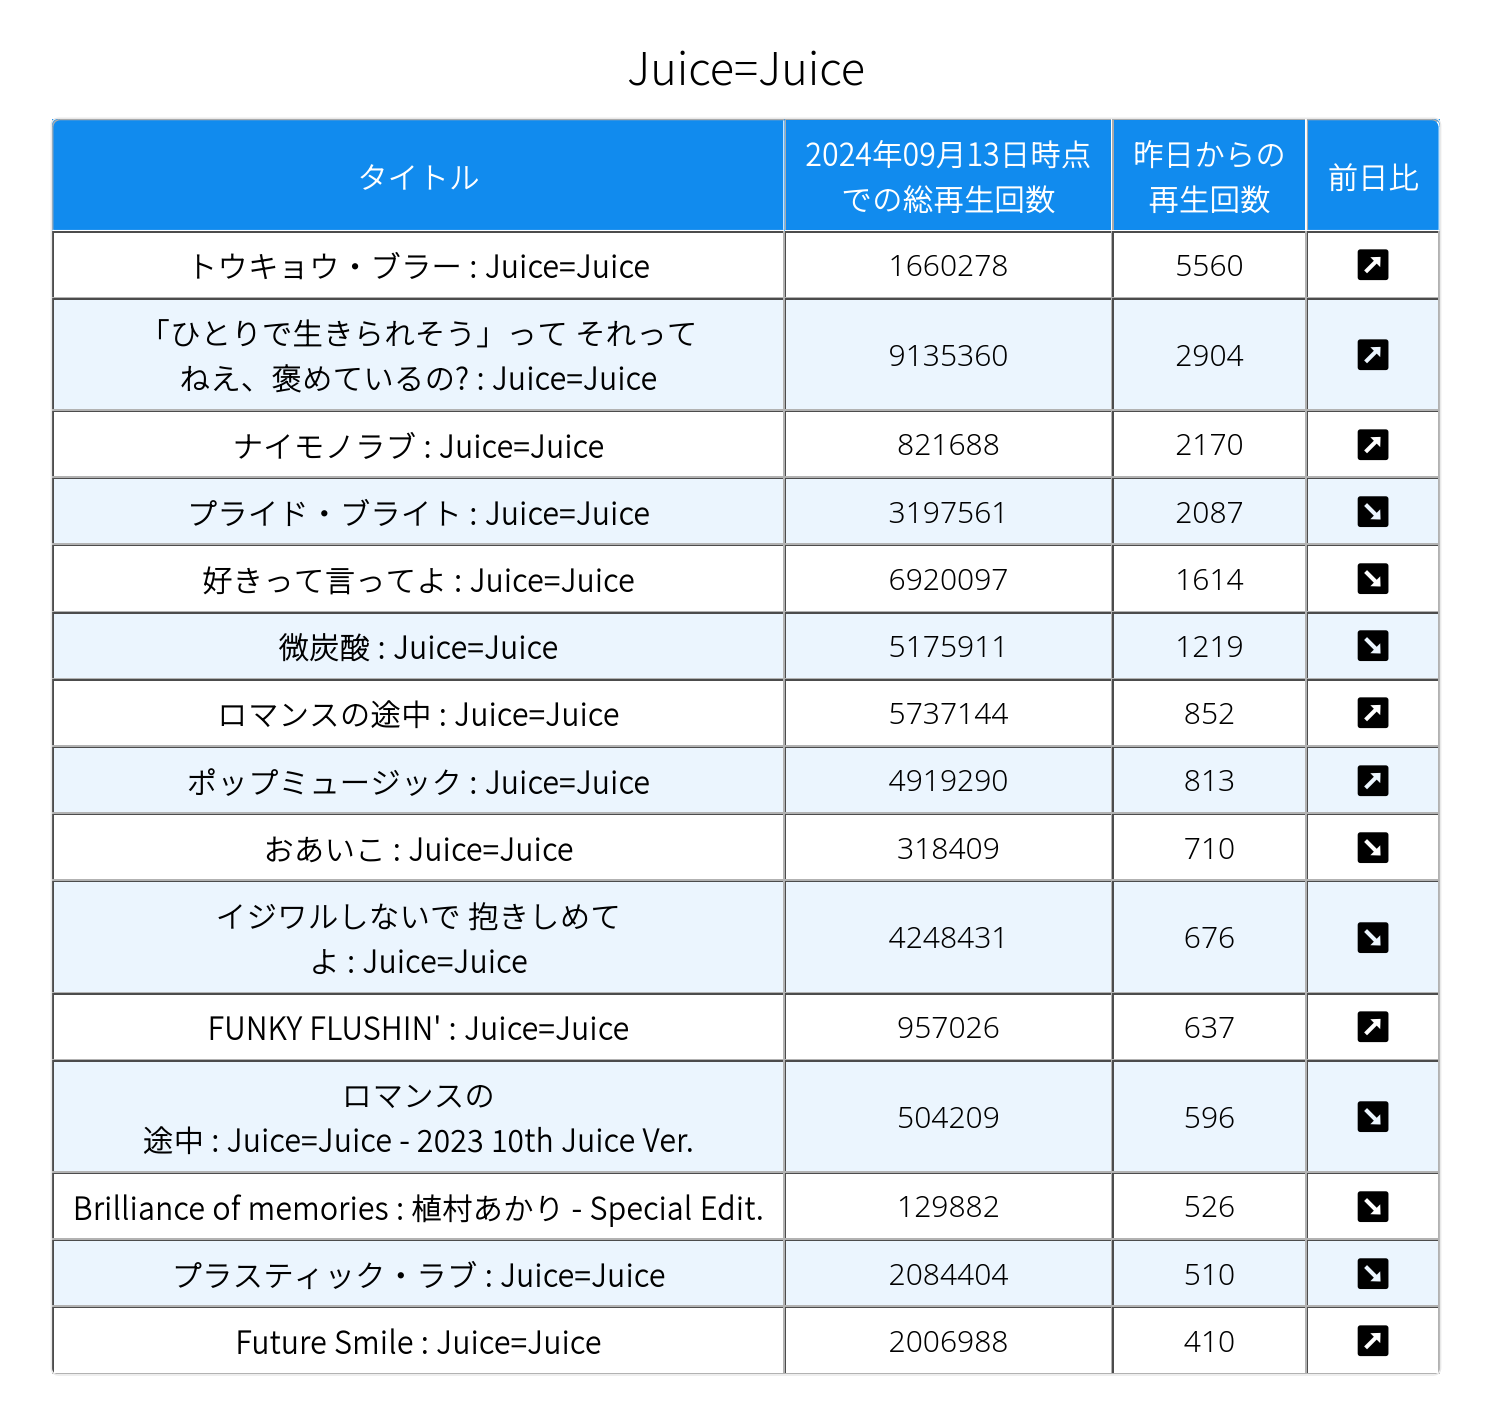 Juice=Juice
タイトル
2024年09月13日時点
での総再生回数
昨日からの
再生回数
前日比
トウキョウ・ブラー : Juice=Juice
1660278
5560
「ひとりで生きられそう」って それって
ねえ、褒めているの? : Juice=Juice
9135360
2904
ナイモノラブ : Juice=Juice
821688
2170
プライド・ブライト : Juice=Juice
3197561
2087
好きって言ってよ : Juice=Juice
6920097
1614
微炭酸 : Juice=Juice
5175911
1219
ロマンスの途中 : Juice=Juice
5737144
852
ポップミュージック : Juice=Juice
4919290
813
おあいこ : Juice=Juice
318409
710
イジワルしないで 抱きしめて
よ : Juice=Juice
4248431
676
FUNKY FLUSHIN' : Juice=Juice
957026
637
ロマンスの
途中 : Juice=Juice - 2023 10th Juice Ver.
504209
596
Brilliance of memories : 植村あかり - Special Edit.
129882
526
プラスティック・ラブ : Juice=Juice
2084404
510
Future Smile : Juice=Juice
2006988
410